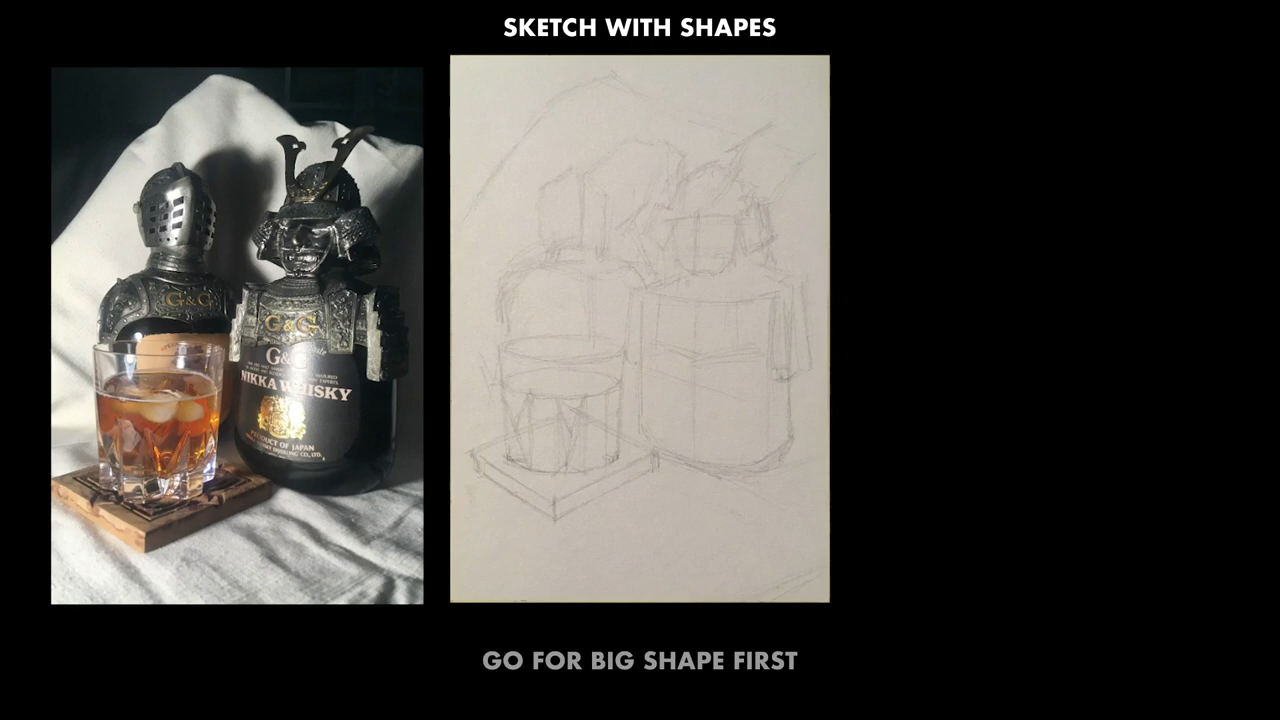 SKETCH WITH SHAPES
G&G
G&G
G&G
NIKKA WHISKY
PRODUCT OF JAPAN
GO FOR BIG SHAPE FIRST